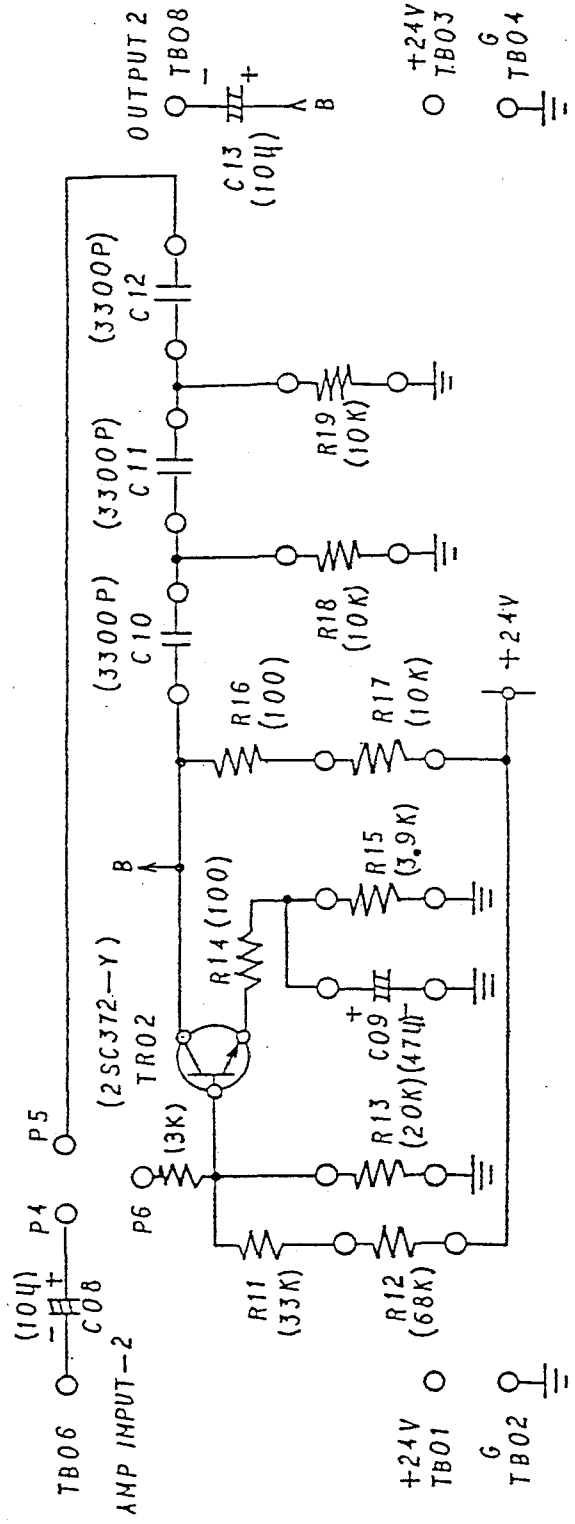 TB06
AMP INPUT-2
(10µ)
- +
C08
P4
P5
P6
(3K)
(2SC372-Y)
TR02
B
R14 (100)
R11
(33K)
R12
(68K)
R13
(20K)
+
C09
(47µ)
-
R15
(3.9K)
R16
(100)
R17
(10K)
+24V
(3300P)
C10
(3300P)
C11
(3300P)
C12
R18
(10K)
R19
(10K)
OUTPUT 2
TB08
-
+
C13
(10µ)
B
+24V
TB01
G
TB02
+24V
TB03
G
TB04